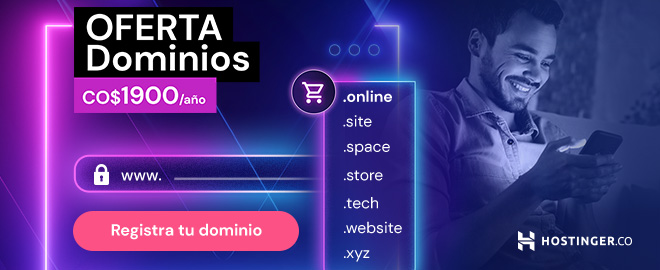 OFERTA
Dominios
CO$1900/año
www.
Registra tu dominio
.online
.site
.space
.store
.tech
.website
.xyz
HOSTINGER.CO